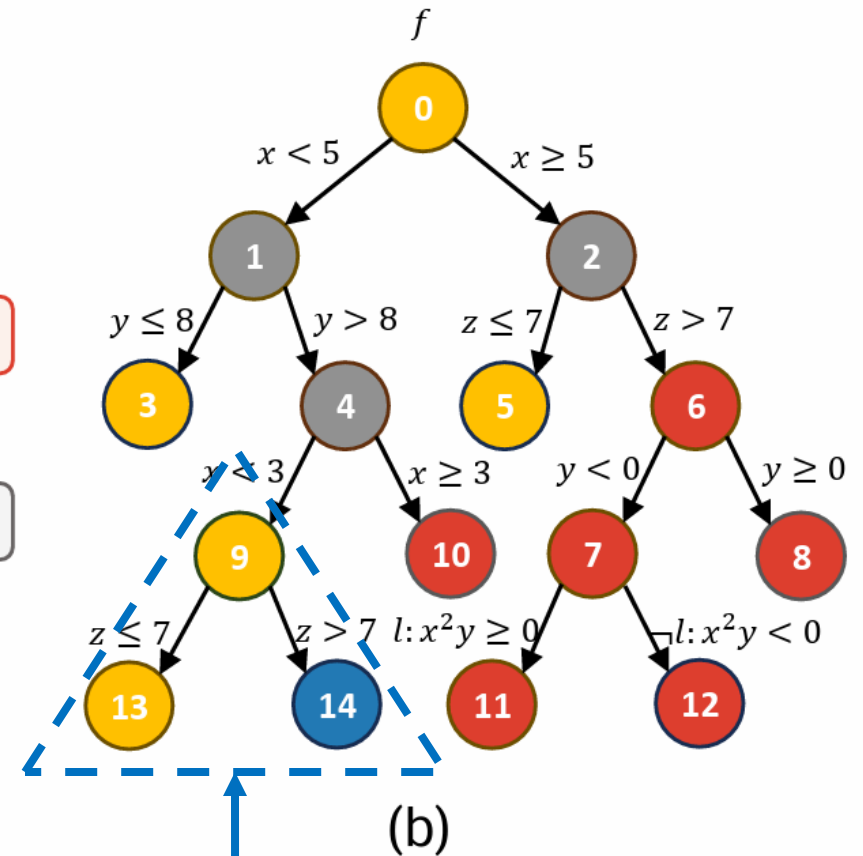 f
0
x < 5
x ≥ 5
1
2
y ≤ 8
y > 8
z ≤ 7
z > 7
3
4
5
6
x < 3
x ≥ 3
y < 0
y ≥ 0
9
10
7
8
z ≤ 7
z > 7
l: x²y ≥ 0
¬l: x²y < 0
13
14
11
12
(b)